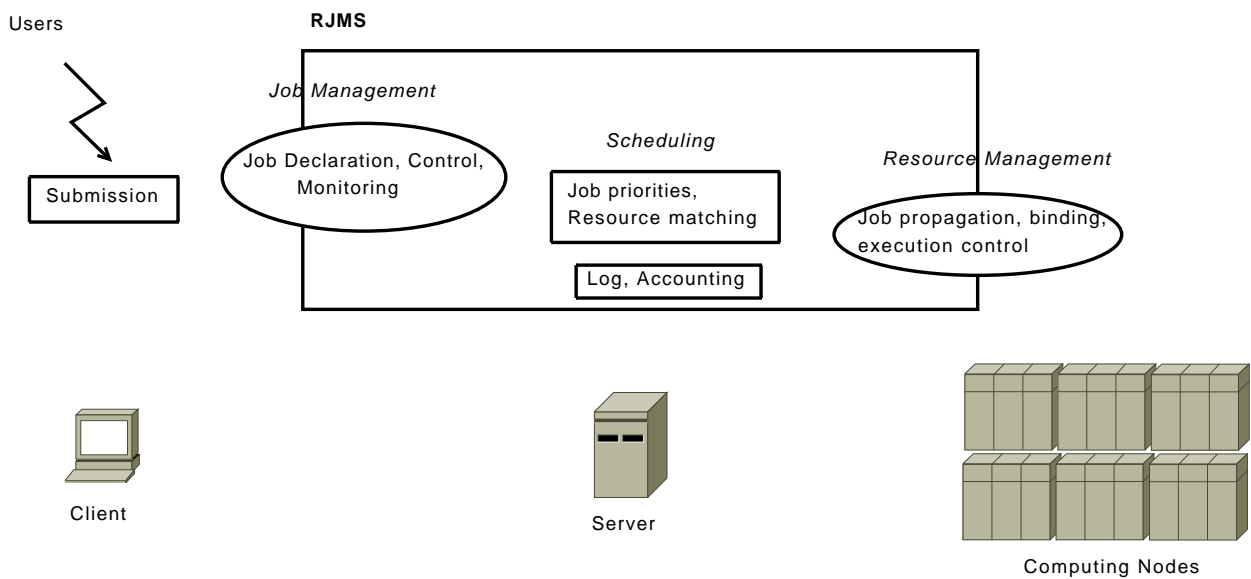 Users
RJMS
Job Management
Job Declaration, Control,
Monitoring
Submission
Scheduling
Job priorities,
Resource matching
Log, Accounting
Resource Management
Job propagation, binding,
execution control
Client
Server
Computing Nodes